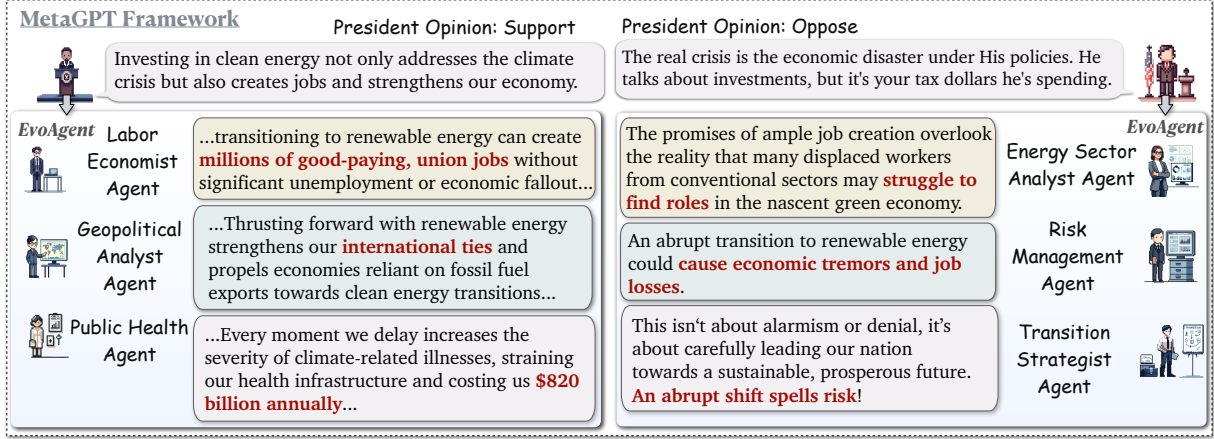 MetaGPT Framework
President Opinion: Support
Investing in clean energy not only addresses the climate
crisis but also creates jobs and strengthens our economy.
EvoAgent
Labor
Economist
Agent
...transitioning to renewable energy can create
millions of good-paying, union jobs without
significant unemployment or economic fallout...
Geopolitical
Analyst
Agent
...Thrusting forward with renewable energy
strengthens our international ties and
propels economies reliant on fossil fuel
exports towards clean energy transitions...
Public Health
Agent
...Every moment we delay increases the
severity of climate-related illnesses, straining
our health infrastructure and costing us $820
billion annually...
President Opinion: Oppose
The real crisis is the economic disaster under His policies. He
talks about investments, but it's your tax dollars he's spending.
EvoAgent
The promises of ample job creation overlook
the reality that many displaced workers
from conventional sectors may struggle to
find roles in the nascent green economy.
Energy Sector
Analyst Agent
An abrupt transition to renewable energy
could cause economic tremors and job
losses.
Risk
Management
Agent
This isn‘t about alarmism or denial, it’s
about carefully leading our nation
towards a sustainable, prosperous future.
An abrupt shift spells risk!
Transition
Strategist
Agent